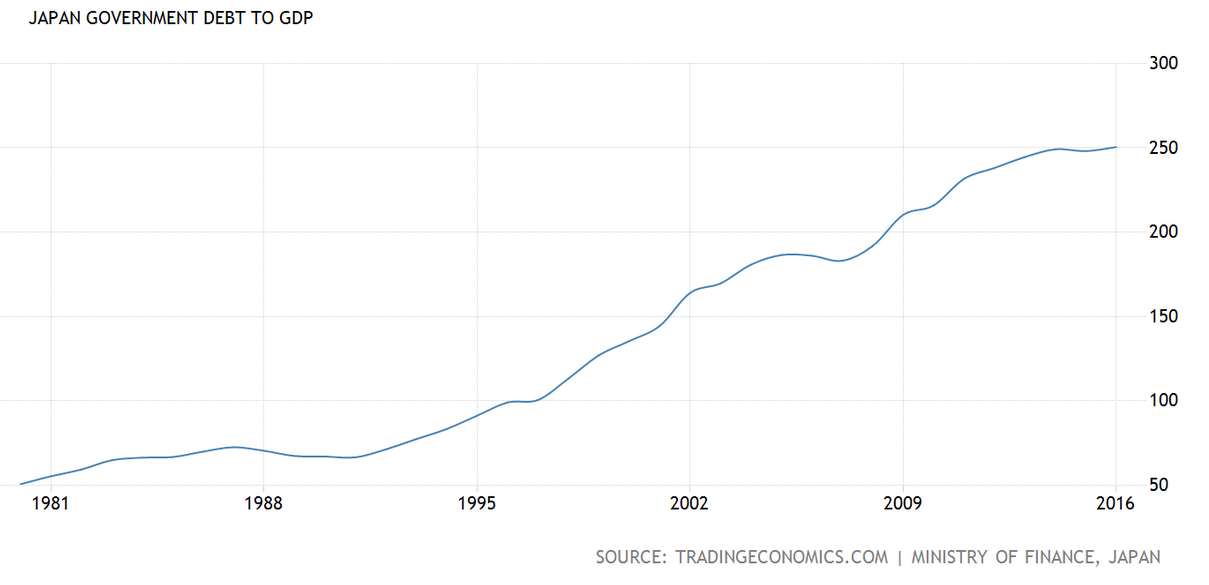 JAPAN GOVERNMENT DEBT TO GDP
300
250
200
150
100
50
1981 1988 1995 2002 2009 2016
SOURCE: TRADINGECONOMICS.COM | MINISTRY OF FINANCE, JAPAN